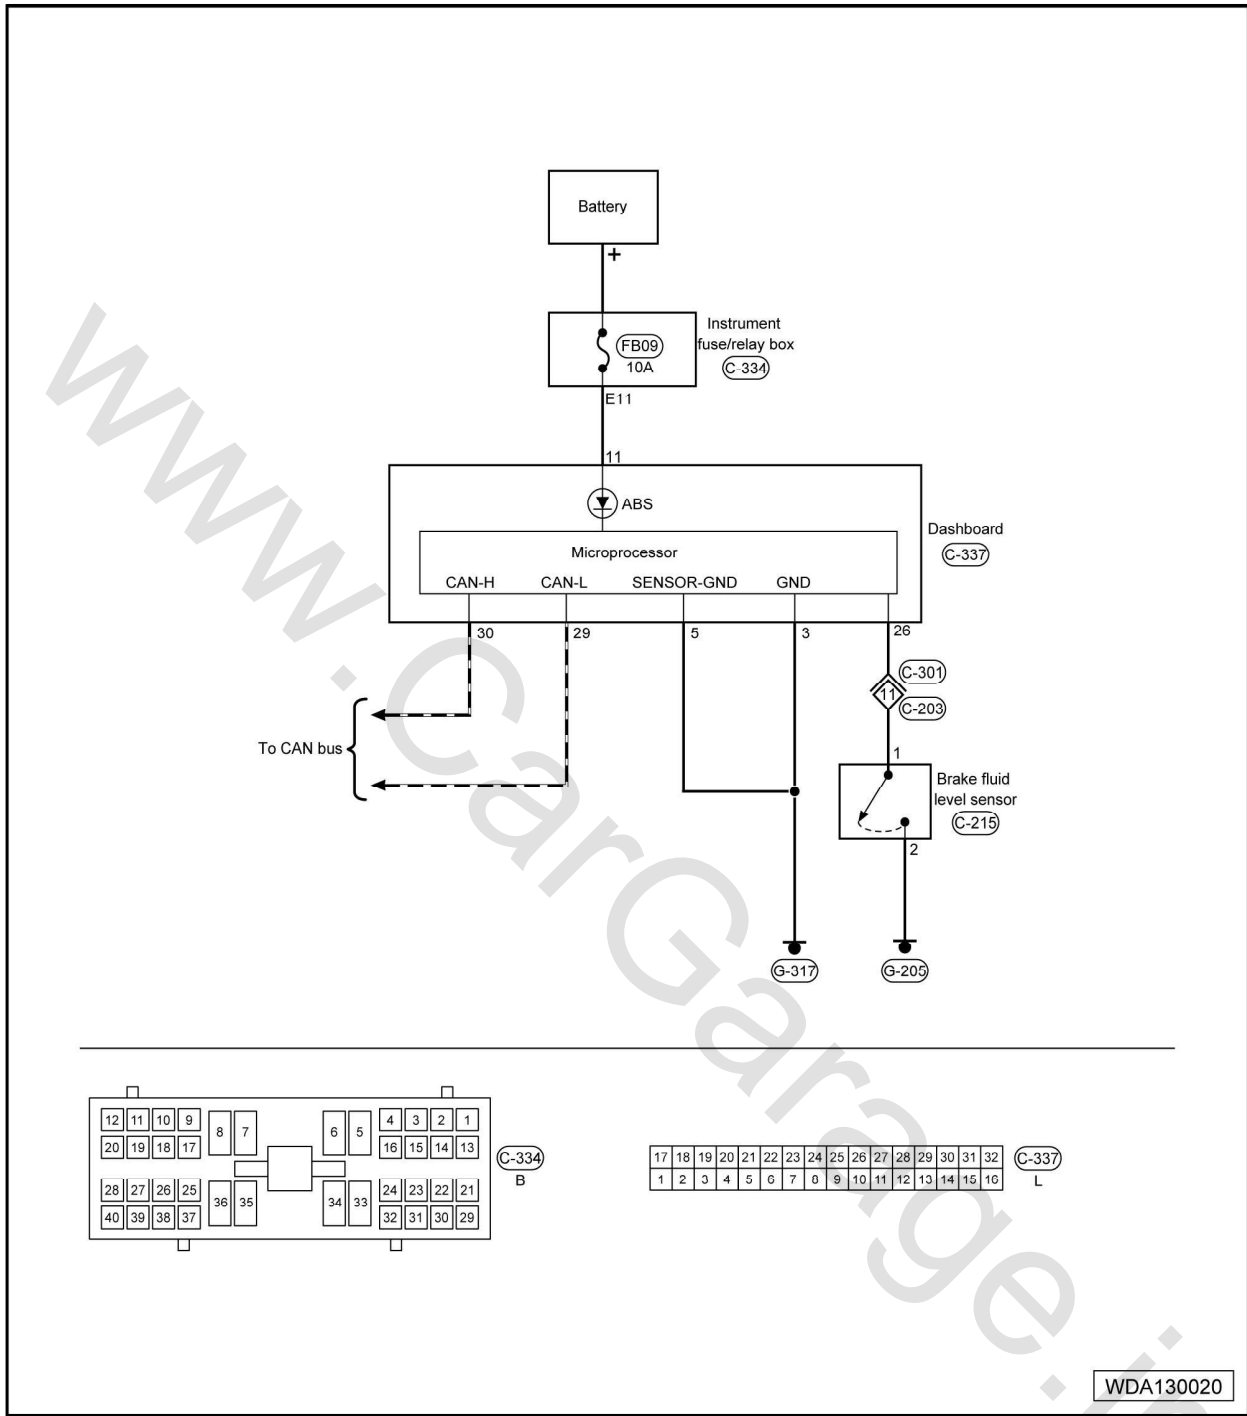 Battery
+
Instrument
fuse/relay box
FB09
10A
C-334
E11
11
ABS
Dashboard
C-337
Microprocessor
CAN-H CAN-L SENSOR-GND GND
30 29 5 3 26
C-301
11
C-203
To CAN bus
1
Brake fluid
level sensor
C-215
2
G-317 G-205
12 11 10 9 8 7 6 5 4 3 2 1
20 19 18 17 16 15 14 13
C-334
B
28 27 26 25 36 35 34 33 24 23 22 21
40 39 38 37 32 31 30 29
17 18 19 20 21 22 23 24 25 26 27 28 29 30 31 32
1 2 3 4 5 6 7 8 9 10 11 12 13 14 15 16
C-337
L
WDA130020
www.CarGarage.i